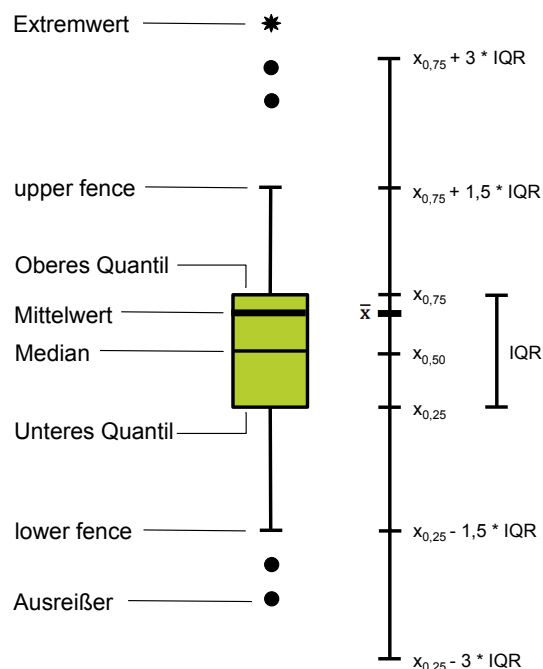 Extremwert
upper fence
Oberes Quantil
Mittelwert
Median
Unteres Quantil
lower fence
Ausreißer
x0,75 + 3 * IQR
x0,75 + 1,5 * IQR
x0,75
x̄
x0,50
IQR
x0,25
x0,25 - 1,5 * IQR
x0,25 - 3 * IQR